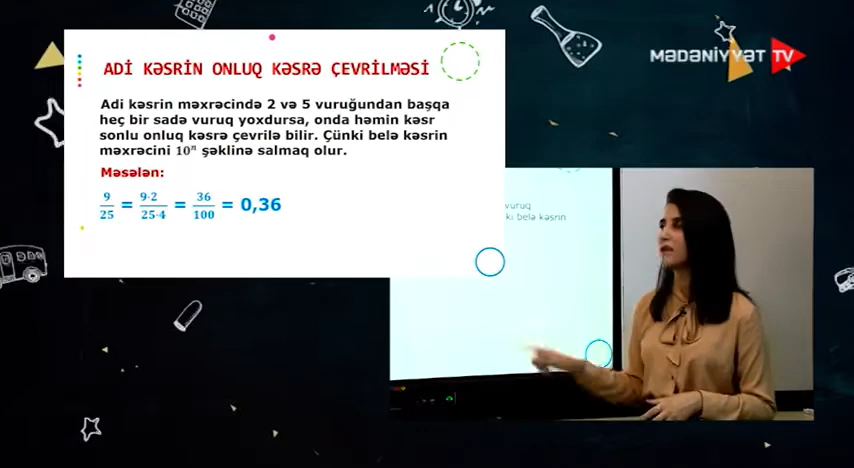 MƏDƏNİYYƏT TV
ADİ KƏSRİN ONLUQ KƏSRƏ ÇEVRİLMƏSİ
Adi kəsrin məxrəcində 2 və 5 vuruğundan başqa
heç bir sadə vuruq yoxdursa, onda həmin kəsr
sonlu onluq kəsrə çevrilə bilir. Çünki belə kəsrin
məxrəcini 10ⁿ şəklinə salmaq olur.
Məsələn:
9/25 = 9·2/25·4 = 36/100 = 0,36
vuruq
ki belə kəsrin